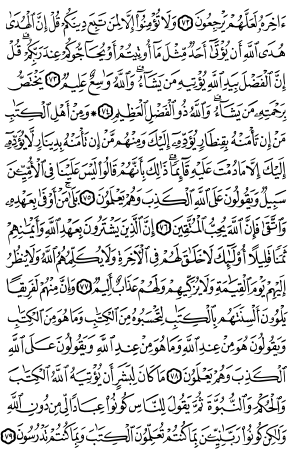 ءَاخِرَهُۥ لَعَلَّهُمْ يَرْجِعُونَ ﴿٧٢﴾ وَلَا تُؤْمِنُوٓا۟ إِلَّا لِمَن تَبِعَ دِينَكُمْ قُلْ إِنَّ ٱلْهُدَىٰ
هُدَى ٱللَّهِ أَن يُؤْتَىٰٓ أَحَدٌ مِّثْلَ مَآ أُوتِيتُمْ أَوْ يُحَآجُّوكُمْ عِندَ رَبِّكُمْ ۗ قُلْ
إِنَّ ٱلْفَضْلَ بِيَدِ ٱللَّهِ يُؤْتِيهِ مَن يَشَآءُ ۗ وَٱللَّهُ وَٰسِعٌ عَلِيمٌ ﴿٧٣﴾ يَخْتَصُّ
بِرَحْمَتِهِۦ مَن يَشَآءُ ۗ وَٱللَّهُ ذُو ٱلْفَضْلِ ٱلْعَظِيمِ ﴿٧٤﴾ ۞ وَمِنْ أَهْلِ ٱلْكِتَٰبِ
مَنْ إِن تَأْمَنْهُ بِقِنطَارٍ يُؤَدِّهِۦٓ إِلَيْكَ وَمِنْهُم مَّنْ إِن تَأْمَنْهُ بِدِينَارٍ لَّا يُؤَدِّهِۦٓ
إِلَيْكَ إِلَّا مَا دُمْتَ عَلَيْهِ قَآئِمًا ۗ ذَٰلِكَ بِأَنَّهُمْ قَالُوا۟ لَيْسَ عَلَيْنَا فِى ٱلْأُمِّيِّـۧنَ
سَبِيلٌ وَيَقُولُونَ عَلَى ٱللَّهِ ٱلْكَذِبَ وَهُمْ يَعْلَمُونَ ﴿٧٥﴾ بَلَىٰ مَنْ أَوْفَىٰ بِعَهْدِهِۦ
وَٱتَّقَىٰ فَإِنَّ ٱللَّهَ يُحِبُّ ٱلْمُتَّقِينَ ﴿٧٦﴾ إِنَّ ٱلَّذِينَ يَشْتَرُونَ بِعَهْدِ ٱللَّهِ وَأَيْمَٰنِهِمْ
ثَمَنًا قَلِيلًا أُو۟لَٰٓئِكَ لَا خَلَٰقَ لَهُمْ فِى ٱلْءَاخِرَةِ وَلَا يُكَلِّمُهُمُ ٱللَّهُ وَلَا يَنظُرُ
إِلَيْهِمْ يَوْمَ ٱلْقِيَٰمَةِ وَلَا يُزَكِّيهِمْ وَلَهُمْ عَذَابٌ أَلِيمٌ ﴿٧٧﴾ وَإِنَّ مِنْهُمْ لَفَرِيقًا
يَلْوُۥنَ أَلْسِنَتَهُم بِٱلْكِتَٰبِ لِتَحْسَبُوهُ مِنَ ٱلْكِتَٰبِ وَمَا هُوَ مِنَ ٱلْكِتَٰبِ
وَيَقُولُونَ هُوَ مِنْ عِندِ ٱللَّهِ وَمَا هُوَ مِنْ عِندِ ٱللَّهِ وَيَقُولُونَ عَلَى ٱللَّهِ
ٱلْكَذِبَ وَهُمْ يَعْلَمُونَ ﴿٧٨﴾ مَا كَانَ لِبَشَرٍ أَن يُؤْتِيَهُ ٱللَّهُ ٱلْكِتَٰبَ
وَٱلْحُكْمَ وَٱلنُّبُوَّةَ ثُمَّ يَقُولَ لِلنَّاسِ كُونُوا۟ عِبَادًا لِّى مِن دُونِ ٱللَّهِ
وَلَٰكِن كُونُوا۟ رَبَّٰنِيِّـۧنَ بِمَا كُنتُمْ تُعَلِّمُونَ ٱلْكِتَٰبَ وَبِمَا كُنتُمْ تَدْرُسُونَ ﴿٧٩﴾